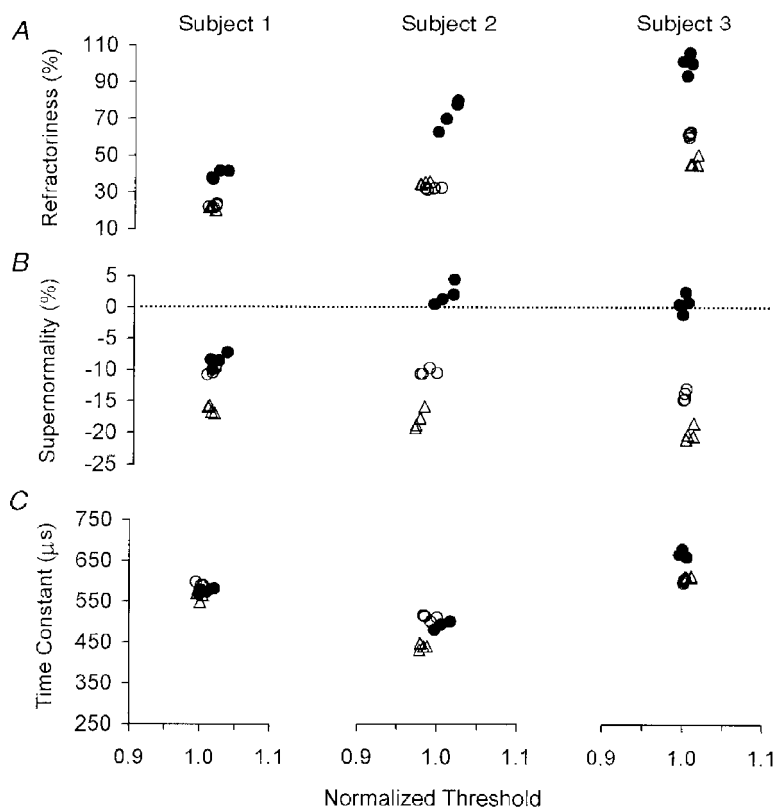 A
Subject 1
Subject 2
Subject 3
Refractoriness (%)
110
90
70
50
30
10
B
Supernormality (%)
5
0
-5
-10
-15
-20
-25
C
Time Constant (µs)
750
650
550
450
350
250
0.9
1.0
1.1
0.9
1.0
1.1
0.9
1.0
1.1
Normalized Threshold